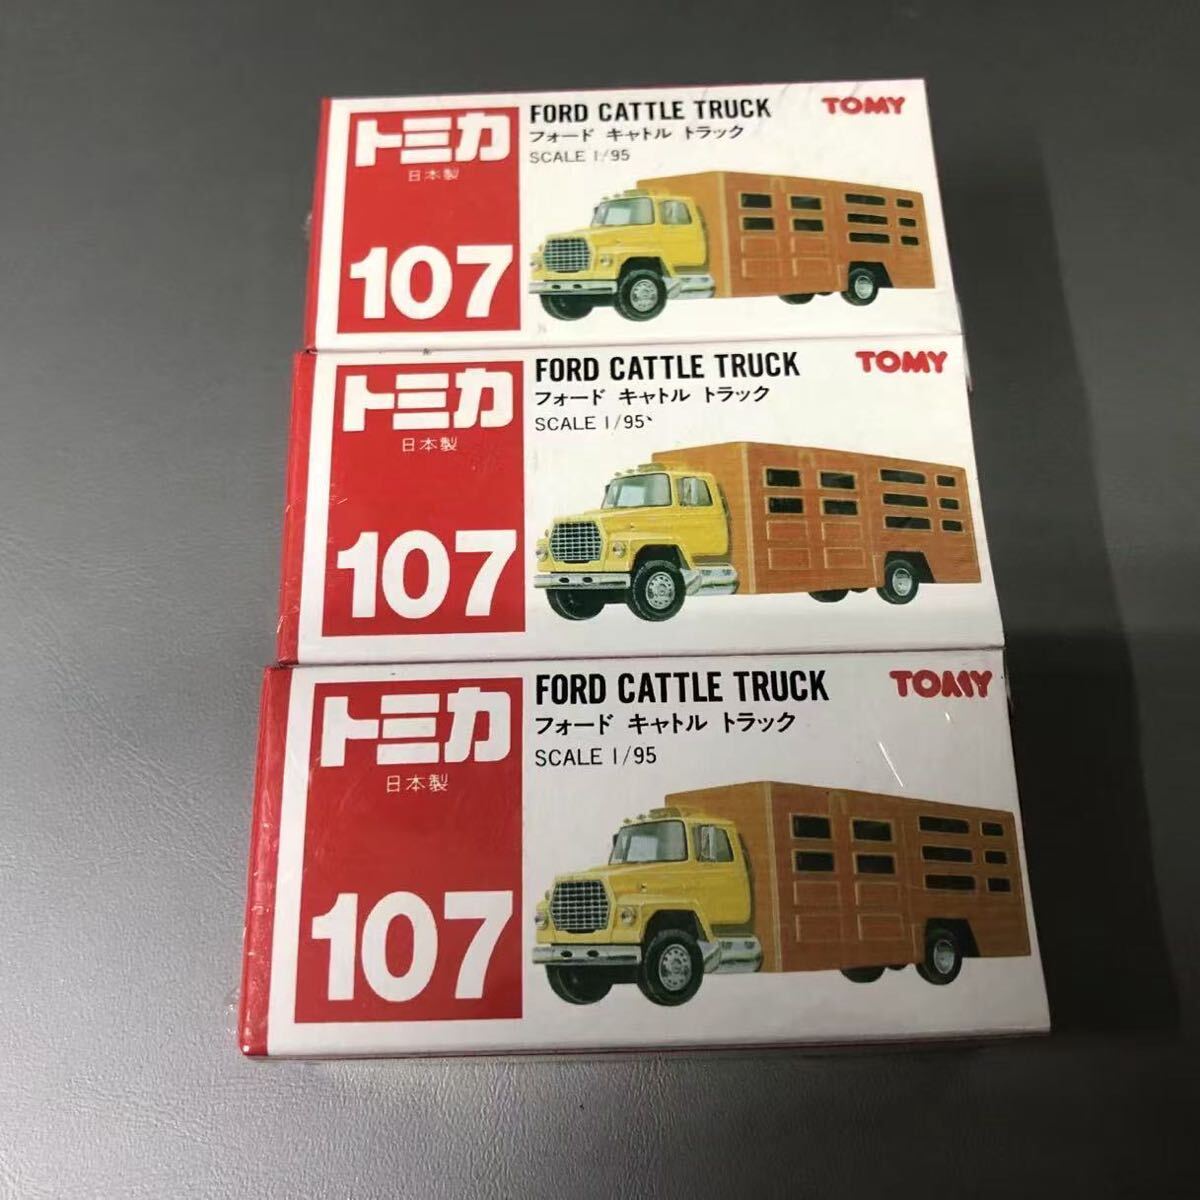 トミカ
日本製
107
FORD CATTLE TRUCK
フォード キャトル トラック
SCALE 1/95
TOMY
トミカ
日本製
107
FORD CATTLE TRUCK
フォード キャトル トラック
SCALE 1/95
TOMY
トミカ
日本製
107
FORD CATTLE TRUCK
フォード キャトル トラック
SCALE 1/95
TOMY